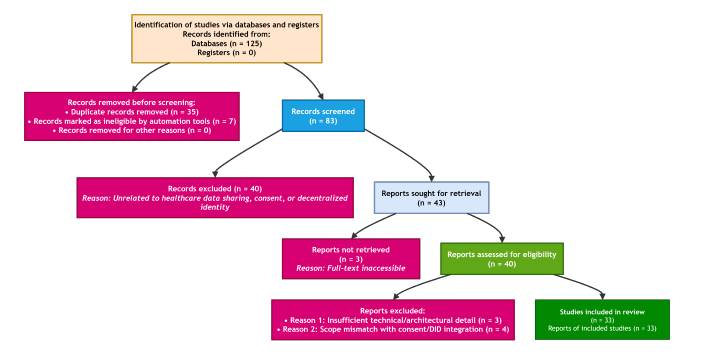 Identification of studies via databases and registers
Records identified from:
Databases (n = 125)
Registers (n = 0)
Records removed before screening:
• Duplicate records removed (n = 35)
• Records marked as ineligible by automation tools (n = 7)
• Records removed for other reasons (n = 0)
Records screened
(n = 83)
Records excluded (n = 40)
Reason: Unrelated to healthcare data sharing, consent, or decentralized
identity
Reports sought for retrieval
(n = 43)
Reports not retrieved
(n = 3)
Reason: Full-text inaccessible
Reports assessed for eligibility
(n = 40)
Reports excluded:
• Reason 1: Insufficient technical/architectural detail (n = 3)
• Reason 2: Scope mismatch with consent/DID integration (n = 4)
Studies included in review
(n = 33)
Reports of included studies (n = 33)